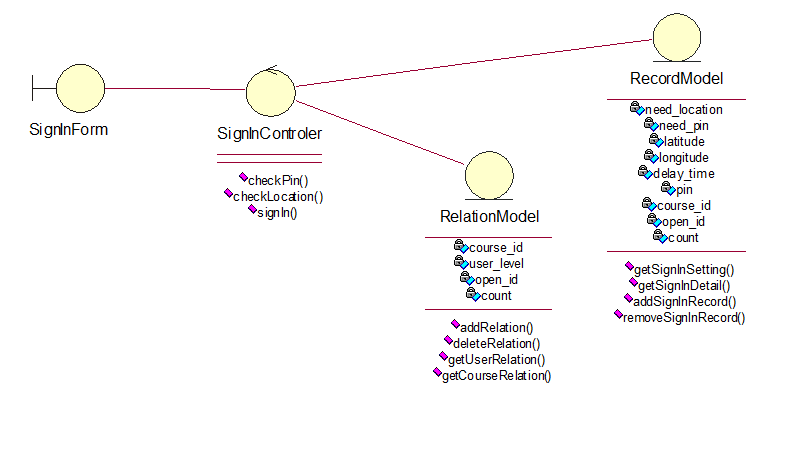 SignInForm
SignInControler
checkPin()
checkLocation()
signIn()
RelationModel
course_id
user_level
open_id
count
addRelation()
deleteRelation()
getUserRelation()
getCourseRelation()
RecordModel
need_location
need_pin
latitude
longitude
delay_time
pin
course_id
open_id
count
getSignInSetting()
getSignInDetail()
addSignInRecord()
removeSignInRecord()